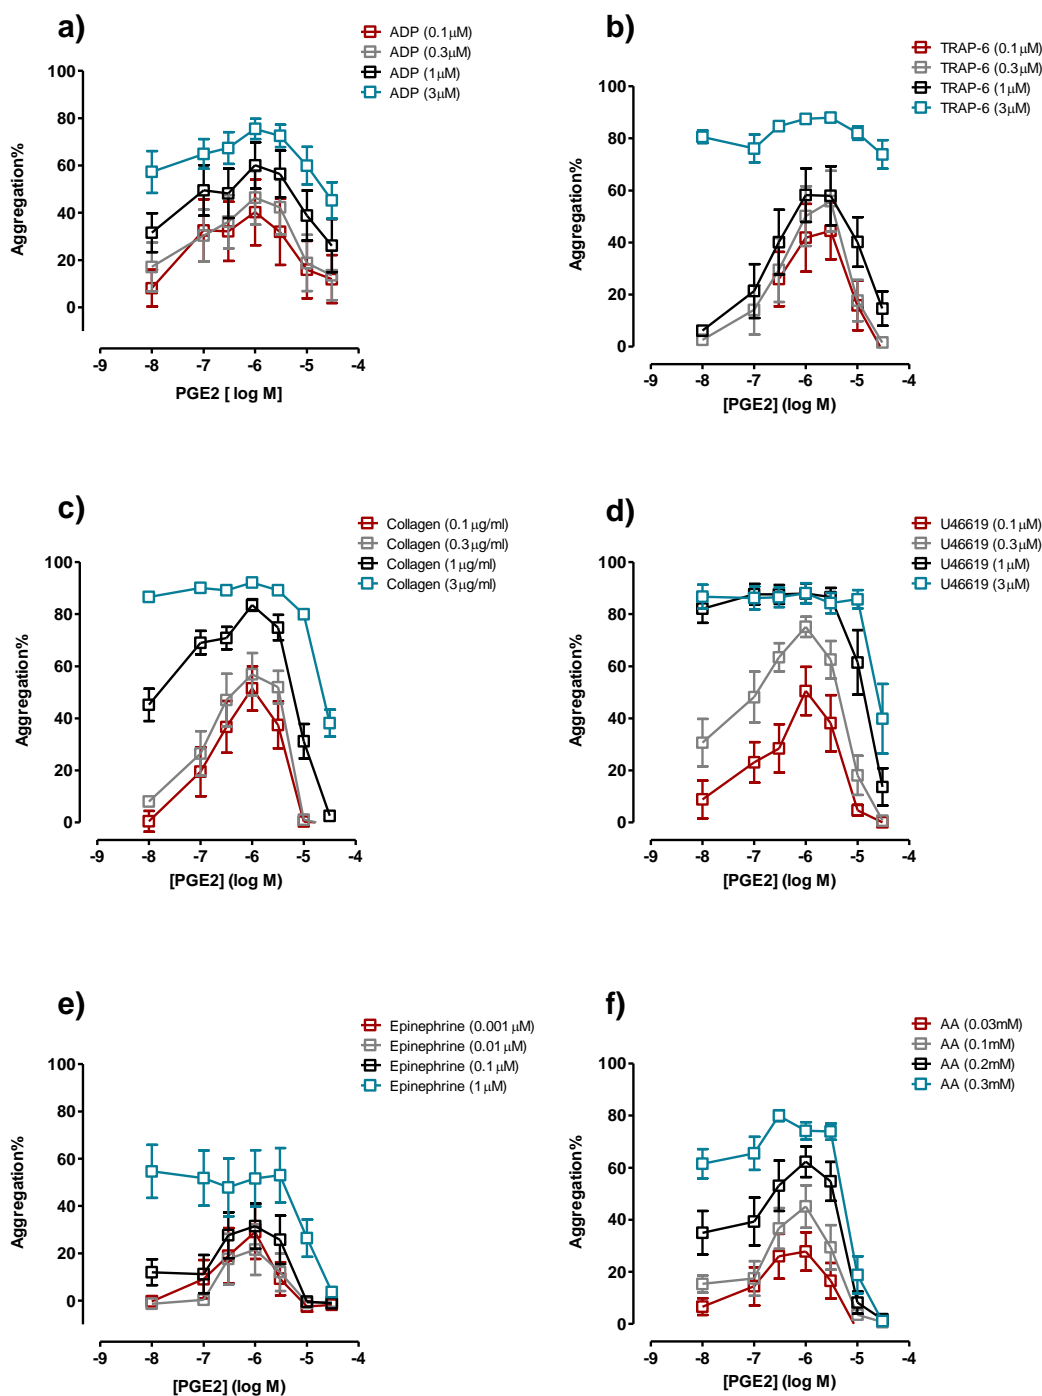 a)
ADP (0.1µM)
ADP (0.3µM)
ADP (1µM)
ADP (3µM)
100
80
60
40
20
0
Aggregation%
-9 -8 -7 -6 -5 -4
PGE2 [ log M]
b)
TRAP-6 (0.1µM)
TRAP-6 (0.3µM)
TRAP-6 (1µM)
TRAP-6 (3µM)
100
80
60
40
20
0
Aggregation%
-9 -8 -7 -6 -5 -4
[PGE2] (log M)
c)
Collagen (0.1µg/ml)
Collagen (0.3µg/ml)
Collagen (1µg/ml)
Collagen (3µg/ml)
100
80
60
40
20
0
Aggregation%
-9 -8 -7 -6 -5 -4
[PGE2] (log M)
d)
U46619 (0.1µM)
U46619 (0.3µM)
U46619 (1µM)
U46619 (3µM)
100
80
60
40
20
0
Aggregation%
-9 -8 -7 -6 -5 -4
[PGE2] (log M)
e)
Epinephrine (0.001µM)
Epinephrine (0.01µM)
Epinephrine (0.1µM)
Epinephrine (1µM)
100
80
60
40
20
0
Aggregation%
-9 -8 -7 -6 -5 -4
[PGE2] (log M)
f)
AA (0.03mM)
AA (0.1mM)
AA (0.2mM)
AA (0.3mM)
100
80
60
40
20
0
Aggregation%
-9 -8 -7 -6 -5 -4
[PGE2] (log M)